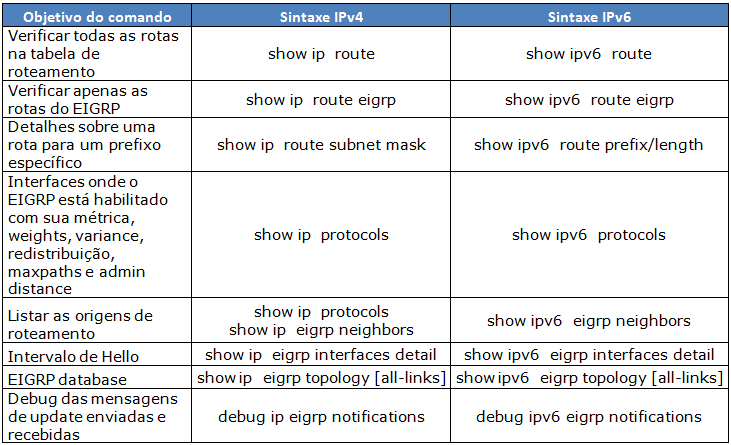 Objetivo do comando Sintaxe IPv4 Sintaxe IPv6
Verificar todas as rotas
na tabela de
roteamento
show ip route show ipv6 route
Verificar apenas as
rotas do EIGRP
show ip route eigrp show ipv6 route eigrp
Detalhes sobre uma
rota para um prefixo
específico
show ip route subnet mask show ipv6 route prefix/length
Interfaces onde o
EIGRP está habilitado
com sua métrica,
weights, variance,
redistribuição,
maxpaths e admin
distance
show ip protocols show ipv6 protocols
Listar as origens de
roteamento
show ip protocols
show ip eigrp neighbors
show ipv6 eigrp neighbors
Intervalo de Hello show ip eigrp interfaces detail show ipv6 eigrp interfaces detail
EIGRP database show ip eigrp topology [all-links] show ipv6 eigrp topology [all-links]
Debug das mensagens
de update enviadas e
recebidas
debug ip eigrp notifications debug ipv6 eigrp notifications